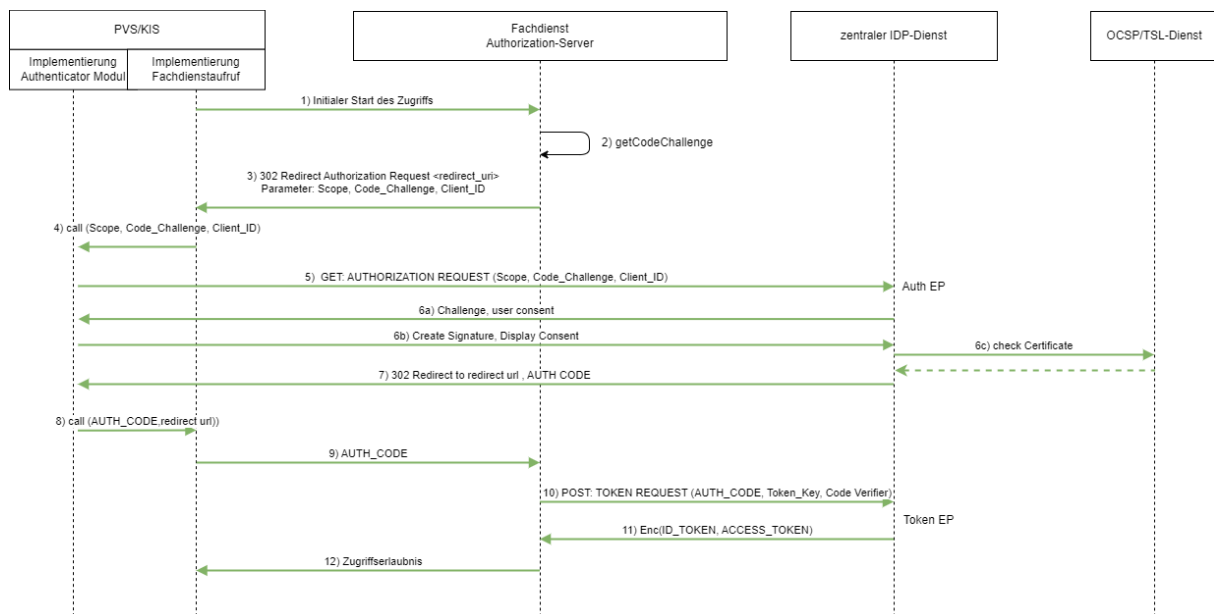 PVS/KIS
Fachdienst
Authorization-Server
zentraler IDP-Dienst
OCSP/TSL-Dienst
Implementierung
Authenticator Modul
Implementierung
Fachdienstaufruf
1) Initialer Start des Zugriffs
2) getCodeChallenge
3) 302 Redirect Authorization Request <redirect_uri>
Parameter: Scope, Code_Challenge, Client_ID
4) call (Scope, Code_Challenge, Client_ID)
5) GET: AUTHORIZATION REQUEST (Scope, Code_Challenge, Client_ID)
Auth EP
6a) Challenge, user consent
6b) Create Signature, Display Consent
6c) check Certificate
7) 302 Redirect to redirect url , AUTH CODE
8) call (AUTH_CODE,redirect url))
9) AUTH_CODE
10) POST: TOKEN REQUEST (AUTH_CODE, Token_Key, Code Verifier)
Token EP
11) Enc(ID_TOKEN, ACCESS_TOKEN)
12) Zugriffserlaubnis